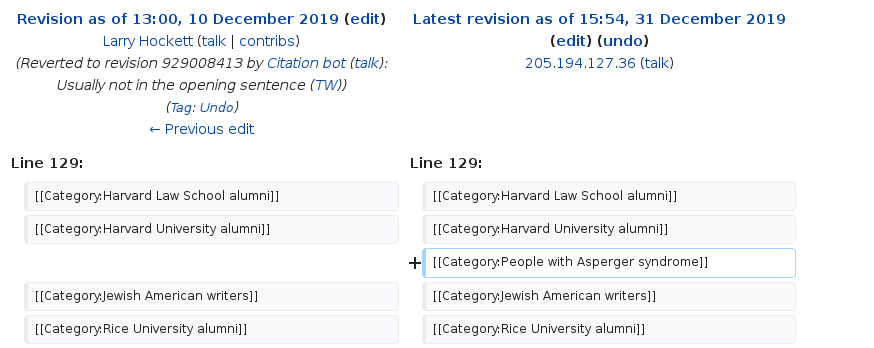 Revision as of 13:00, 10 December 2019 (edit)
Larry Hockett (talk | contribs)
(Reverted to revision 929008413 by Citation bot (talk):
Usually not in the opening sentence (TW))
(Tag: Undo)
← Previous edit
Latest revision as of 15:54, 31 December 2019
(edit) (undo)
205.194.127.36 (talk)
Line 129:
Line 129:
[[Category:Harvard Law School alumni]]
[[Category:Harvard Law School alumni]]
[[Category:Harvard University alumni]]
[[Category:Harvard University alumni]]
+ [[Category:People with Asperger syndrome]]
[[Category:Jewish American writers]]
[[Category:Jewish American writers]]
[[Category:Rice University alumni]]
[[Category:Rice University alumni]]